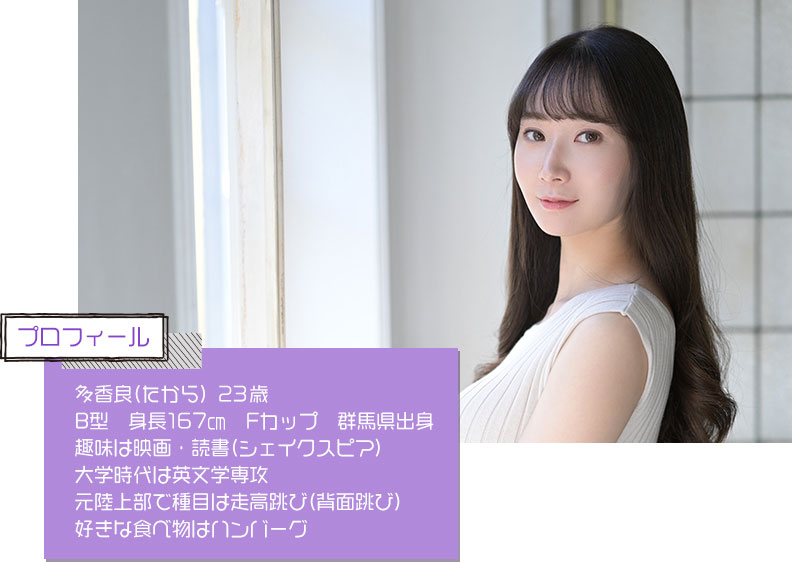 プロフィール
多香良(たから) 23歳
B型　身長167㎝　Fカップ　群馬県出身
趣味は映画・読書(シェイクスピア)
大学時代は英文学専攻
元陸上部で種目は走高跳び(背面跳び)
好きな食べ物はハンバーグ